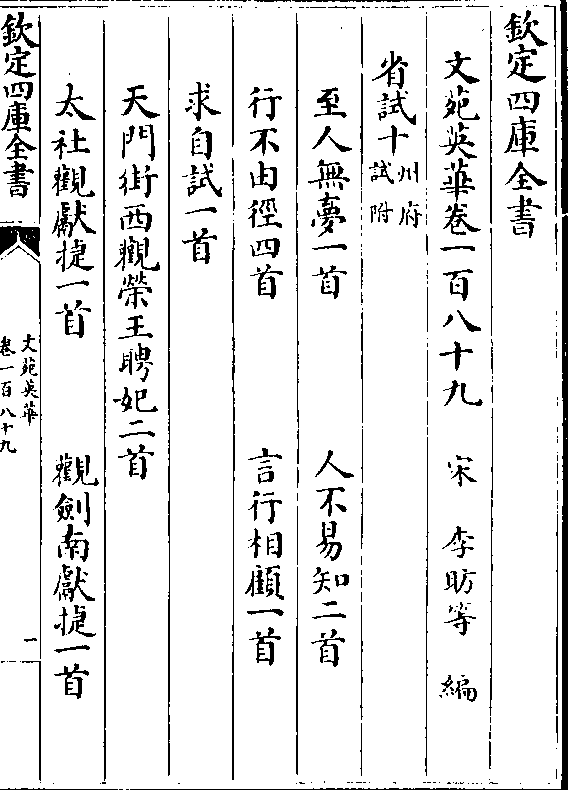 欽定四庫全書
文苑英華卷一百八十九　宋　李昉等　編
省試十州府試附
至人無夢一首　人不易知二首
行不由徑四首　言行相顧一首
求自試一首
天門街西觀榮王聘妃二首
太社觀獻捷一首　觀劍南獻捷一首
欽定四庫全書
文苑英華
卷一百八十九
一